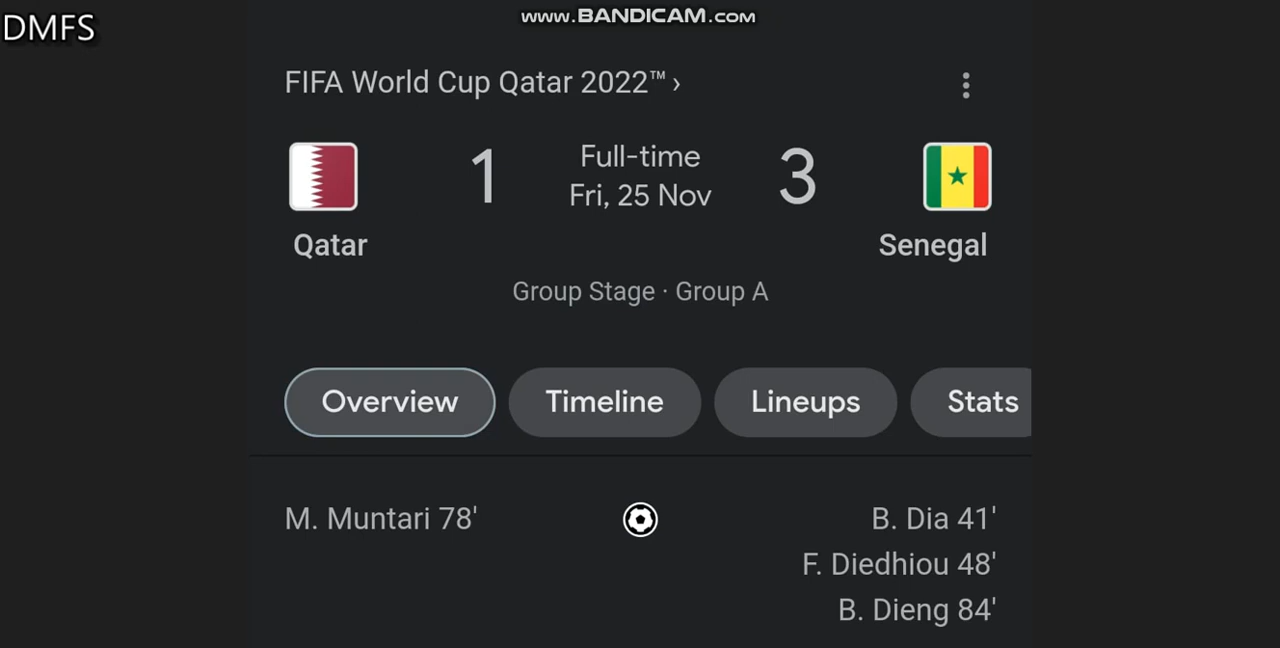 DMFS
www.BANDICAM.COM
FIFA World Cup Qatar 2022™ ›
1 Full-time 3
Fri, 25 Nov
Qatar Senegal
Group Stage · Group A
Overview Timeline Lineups Stats
M. Muntari 78' B. Dia 41'
F. Diedhiou 48'
B. Dieng 84'